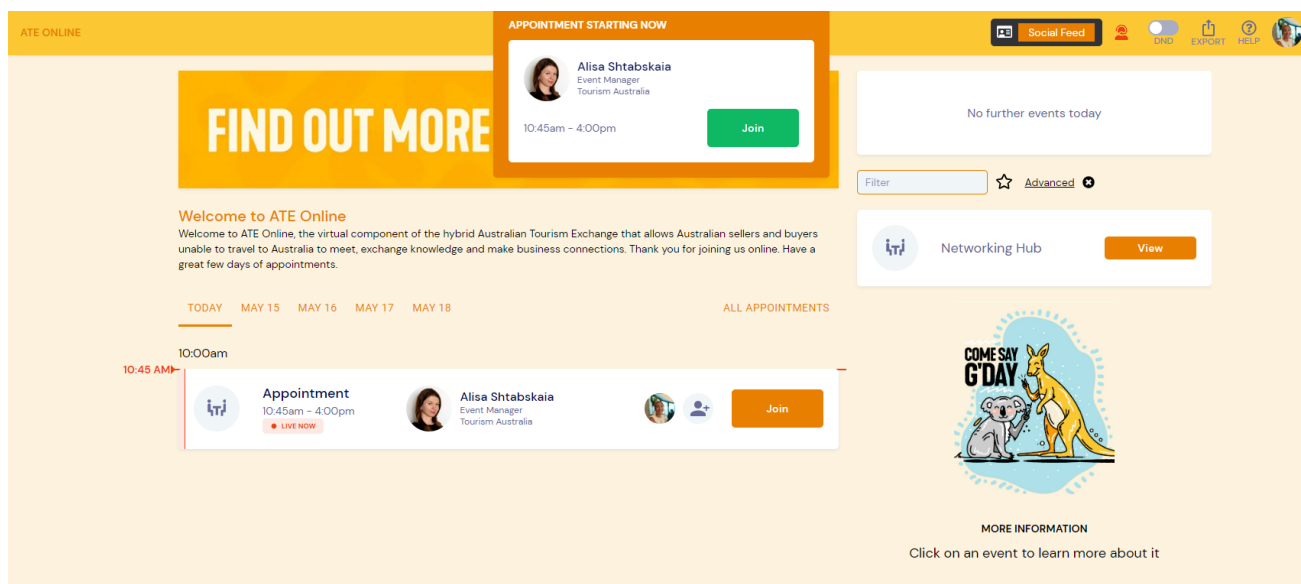 ATE ONLINE
APPOINTMENT STARTING NOW
Alisa Shtabskaia
Event Manager
Tourism Australia
10:45am - 4:00pm
Join
Social Feed
DND
EXPORT
HELP
FIND OUT MORE
No further events today
Filter
Advanced
Welcome to ATE Online
Welcome to ATE Online, the virtual component of the hybrid Australian Tourism Exchange that allows Australian sellers and buyers
unable to travel to Australia to meet, exchange knowledge and make business connections. Thank you for joining us online. Have a
great few days of appointments.
Networking Hub
View
TODAY MAY 15 MAY 16 MAY 17 MAY 18 ALL APPOINTMENTS
10:00am
10:45 AM
Appointment
10:45am - 4:00pm
LIVE NOW
Alisa Shtabskaia
Event Manager
Tourism Australia
Join
COME SAY
G'DAY
MORE INFORMATION
Click on an event to learn more about it